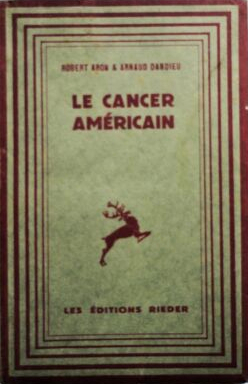 ROBERT ARON & ARNAUD DANDIEU
LE CANCER
AMÉRICAIN
LES ÉDITIONS RIEDER